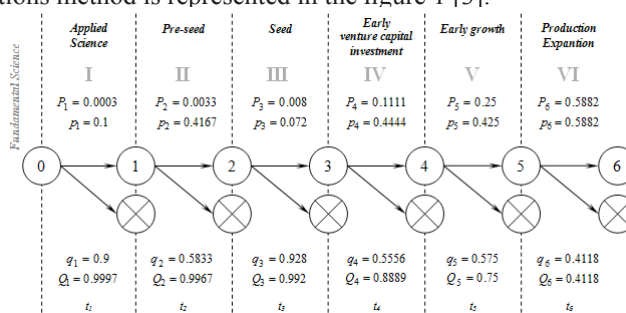 ions method is represented in the figure 1 [5].
Fundamental Science
Applied Science
Pre-seed
Seed
Early venture capital investment
Early growth
Production Expantion
I II III IV V VI
P₁ = 0.0003 P₂ = 0.0033 P₃ = 0.008 P₄ = 0.1111 P₅ = 0.25 P₆ = 0.5882
p₁ = 0.1 p₂ = 0.4167 p₃ = 0.072 p₄ = 0.4444 p₅ = 0.425 p₆ = 0.5882
0 1 2 3 4 5 6
q₁ = 0.9 q₂ = 0.5833 q₃ = 0.928 q₄ = 0.5556 q₅ = 0.575 q₆ = 0.4118
Q₁ = 0.9997 Q₂ = 0.9967 Q₃ = 0.992 Q₄ = 0.8889 Q₅ = 0.75 Q₆ = 0.4118
t₁ t₂ t₃ t₄ t₅ t₆